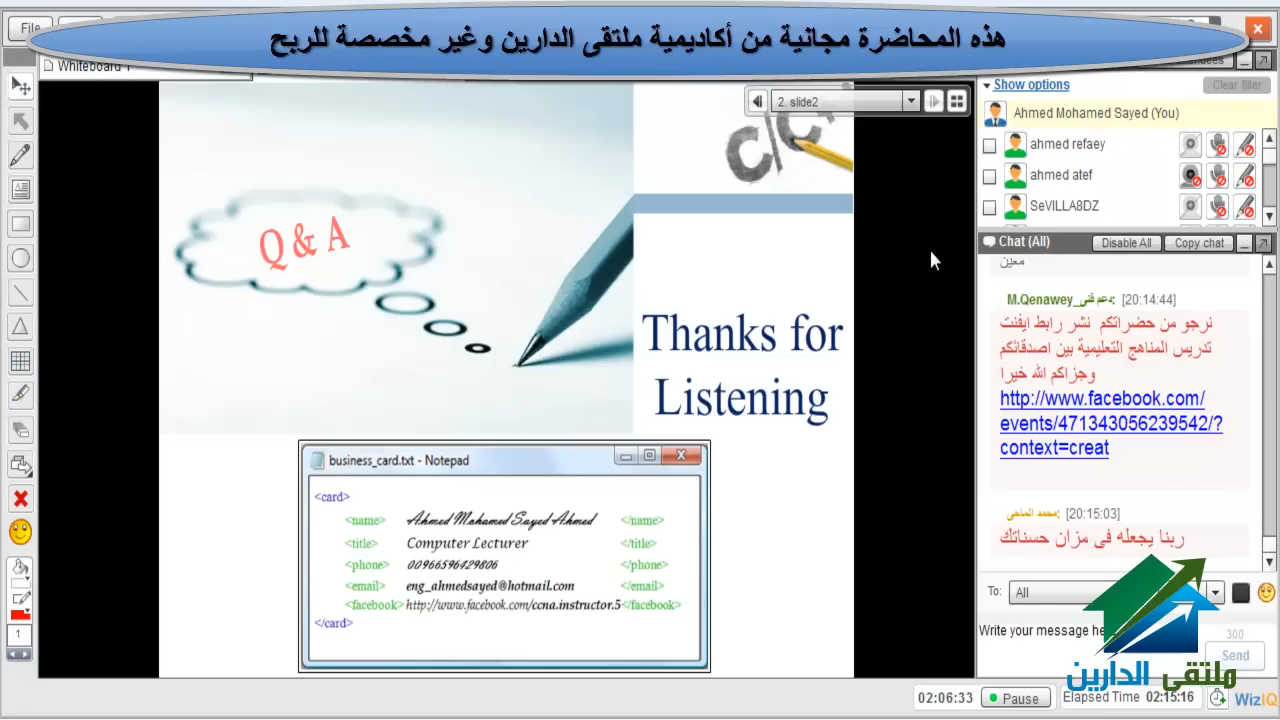 هذه المحاضرة مجانية من أكاديمية ملتقى الدارين وغير مخصصة للربح
File
Whiteboard 1
2. slide2
C/C
Q & A
Thanks for
Listening
business_card.txt - Notepad
<card>
<name> Ahmed Mohamed Sayed Ahmed </name>
<title> Computer Lecturer </title>
<phone> 00966596429806 </phone>
<email> eng_ahmedsayed@hotmail.com </email>
<facebook> http://www.facebook.com/ccna.instructor.5 </facebook>
</card>
Show options
Clear filter
Ahmed Mohamed Sayed (You)
ahmed refaey
ahmed atef
SeVILLA8DZ
Chat (All)
Disable All
Copy chat
معين
M.Qenawey_دعم فنى: [20:14:44]
نرجو من حضراتكم نشر رابط ايفنت
تدريس المناهج التعليمية بين اصدقائكم
وجزاكم الله خيرا
http://www.facebook.com/
events/471343056239542/?
context=creat
محمد الماحى: [20:15:03]
ربنا يجعله فى مزان حسناتك
To: All
Write your message he
300
Send
ملتقى الدارين
1
02:06:33
Pause
Elapsed Time 02:15:16
WizIQ